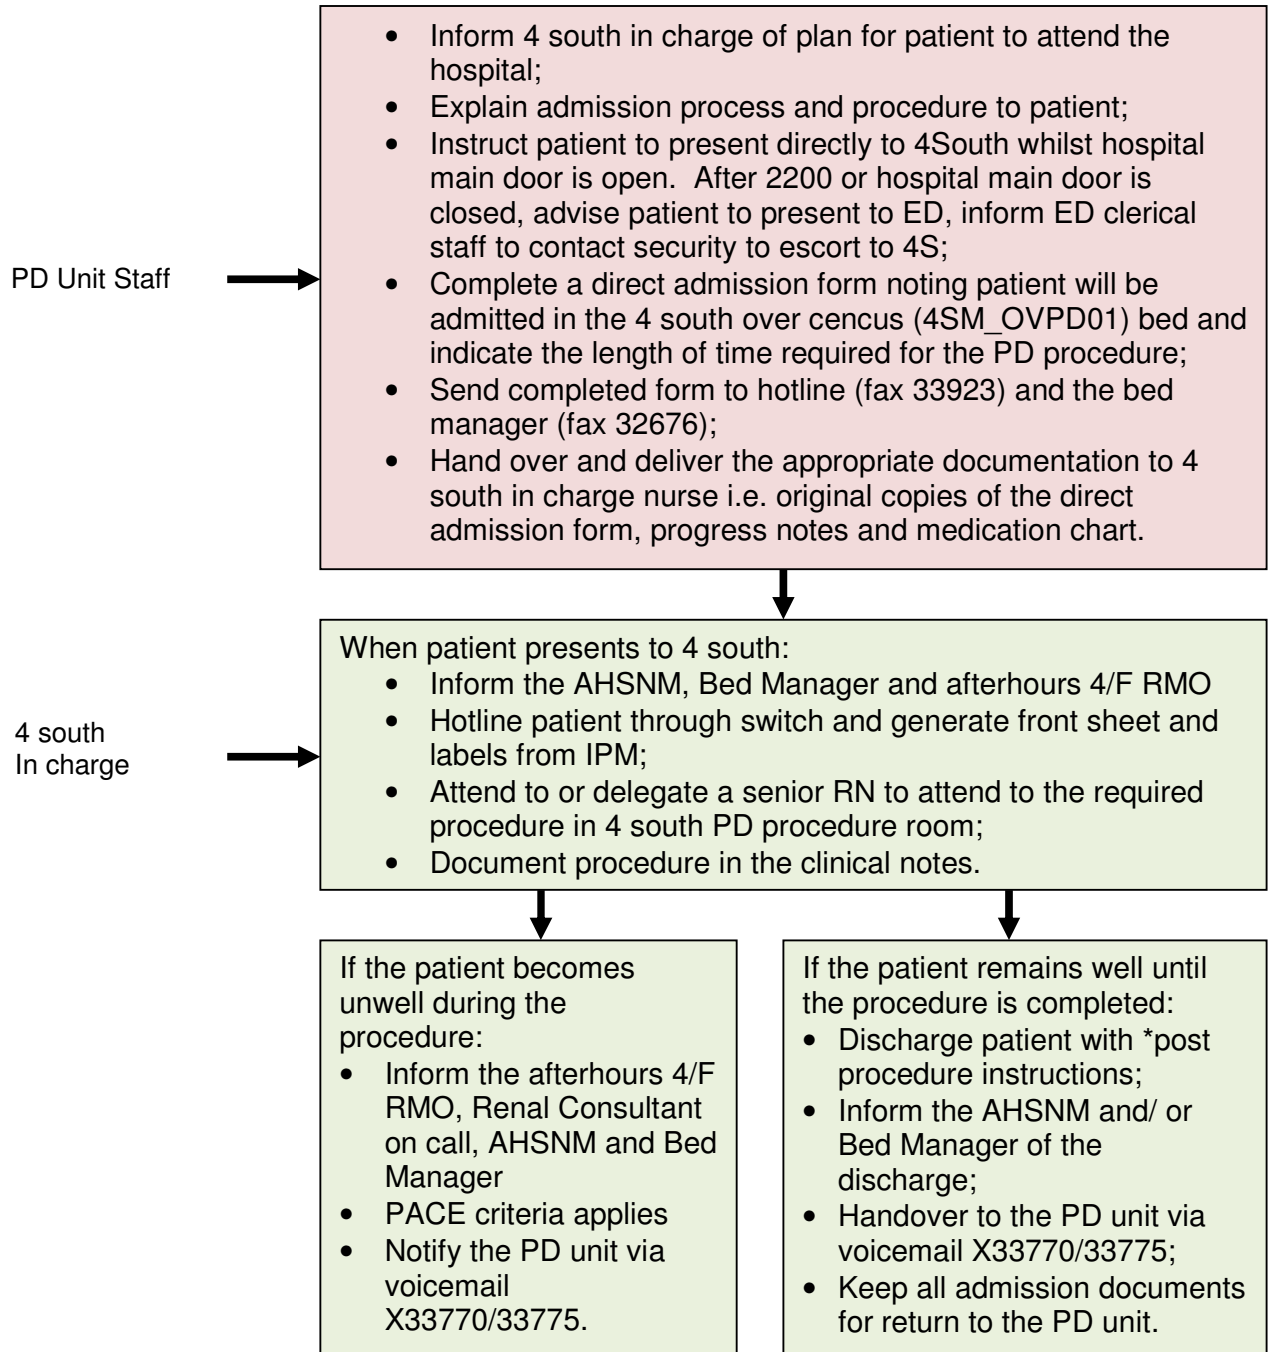 • Inform 4 south in charge of plan for patient to attend the
hospital;
• Explain admission process and procedure to patient;
• Instruct patient to present directly to 4South whilst hospital
main door is open.  After 2200 or hospital main door is
closed, advise patient to present to ED, inform ED clerical
staff to contact security to escort to 4S;
PD Unit Staff
• Complete a direct admission form noting patient will be
admitted in the 4 south over cencus (4SM_OVPD01) bed and
indicate the length of time required for the PD procedure;
• Send completed form to hotline (fax 33923) and the bed
manager (fax 32676);
• Hand over and deliver the appropriate documentation to 4
south in charge nurse i.e. original copies of the direct
admission form, progress notes and medication chart.
4 south
In charge
When patient presents to 4 south:
• Inform the AHSNM, Bed Manager and afterhours 4/F RMO
• Hotline patient through switch and generate front sheet and
labels from IPM;
• Attend to or delegate a senior RN to attend to the required
procedure in 4 south PD procedure room;
• Document procedure in the clinical notes.
If the patient becomes
unwell during the
procedure:
• Inform the afterhours 4/F
RMO, Renal Consultant
on call, AHSNM and Bed
Manager
• PACE criteria applies
• Notify the PD unit via
voicemail
X33770/33775.
If the patient remains well until
the procedure is completed:
• Discharge patient with *post
procedure instructions;
• Inform the AHSNM and/ or
Bed Manager of the
discharge;
• Handover to the PD unit via
voicemail X33770/33775;
• Keep all admission documents
for return to the PD unit.